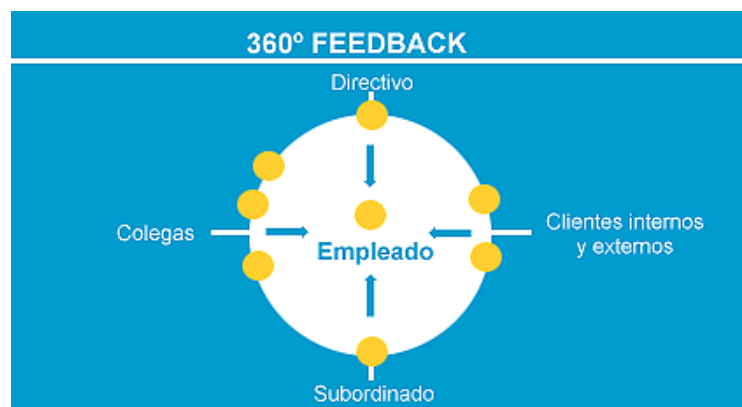 360º FEEDBACK
Directivo
Colegas
Empleado
Clientes internos
y externos
Subordinado